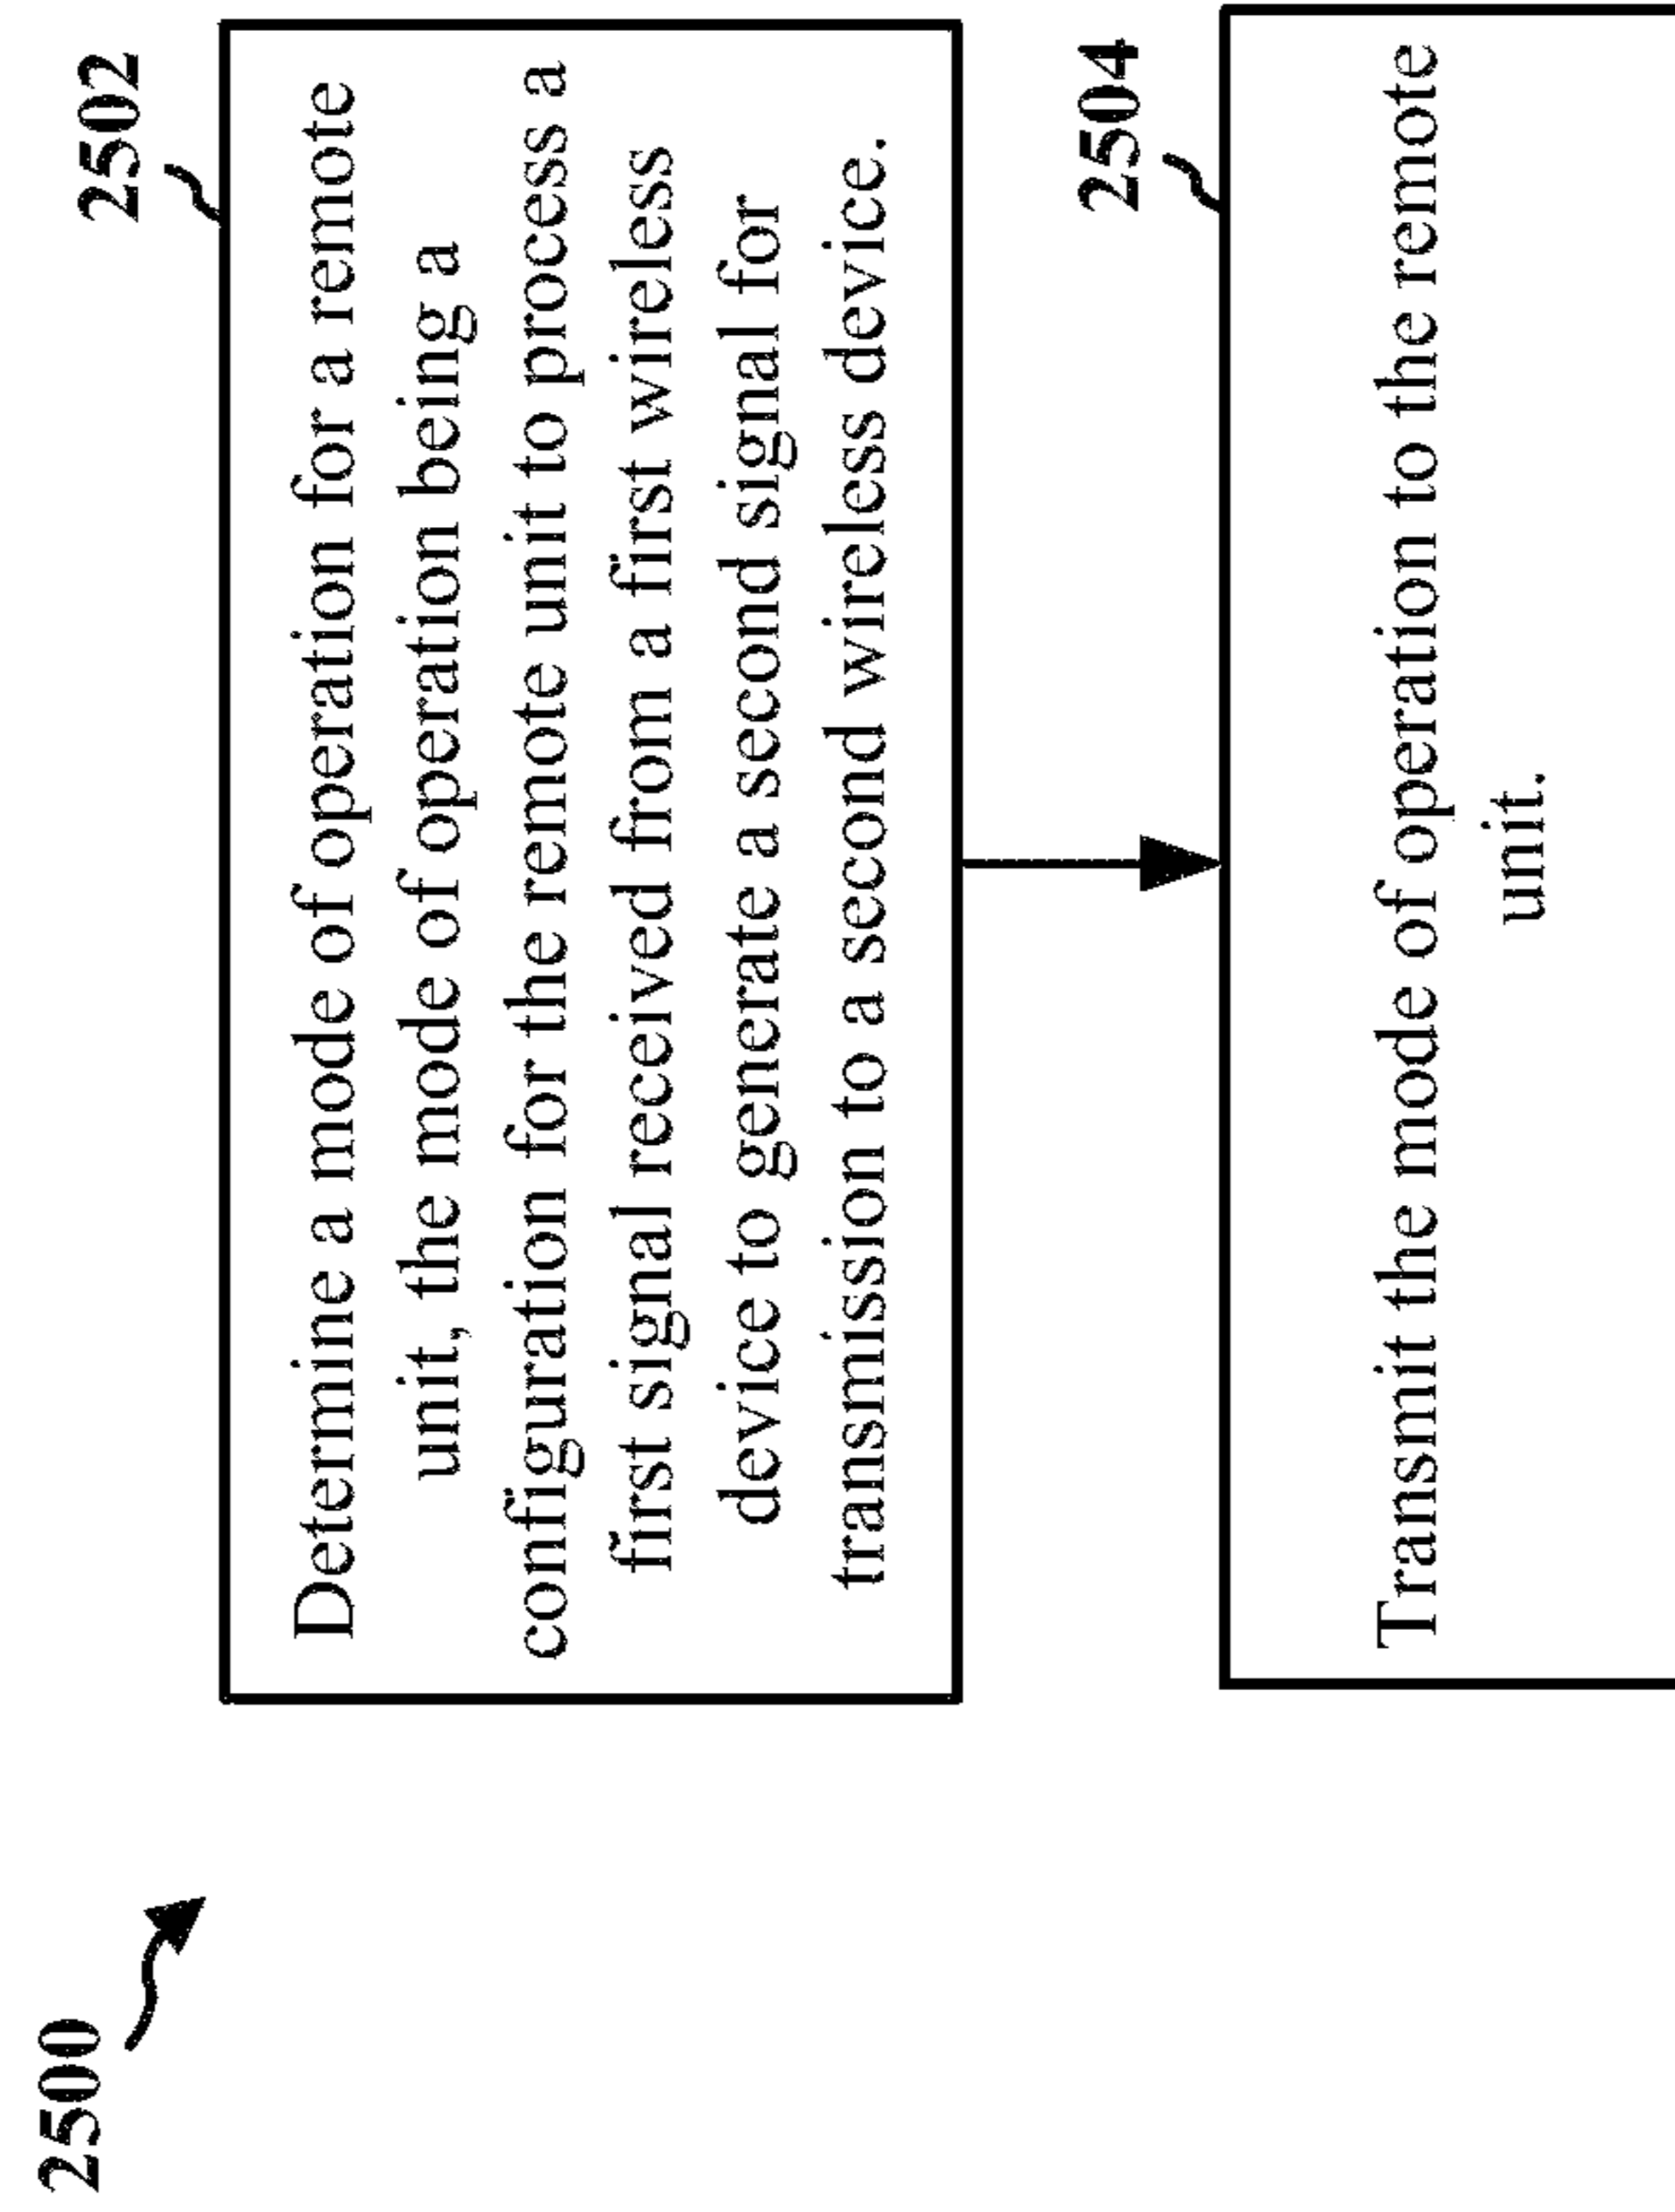 2500
2502
Determine a mode of operation for a remote
unit, the mode of operation being a
configuration for the remote unit to process a
first signal received from a first wireless
device to generate a second signal for
transmission to a second wireless device.
2504
Transmit the mode of operation to the remote
unit.